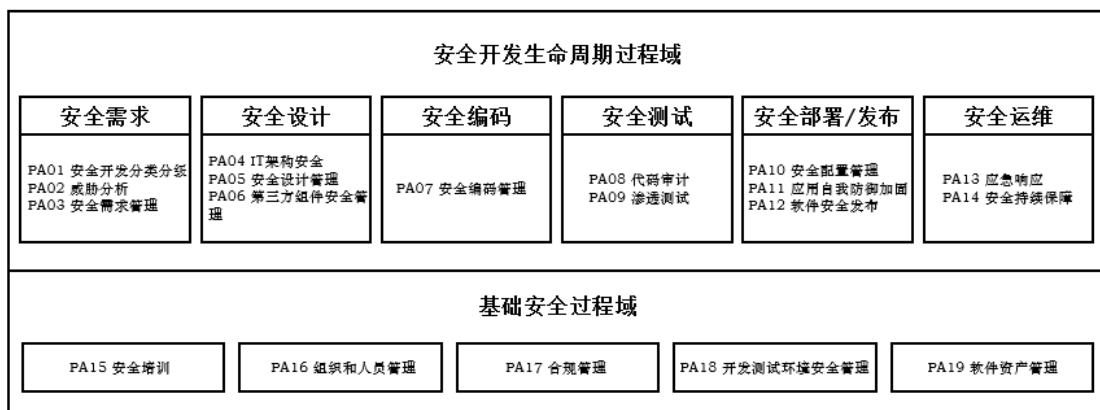 安全开发生命周期过程域
安全需求
PA01 安全开发分类分级
PA02 威胁分析
PA03 安全需求管理
安全设计
PA04 IT架构安全
PA05 安全设计管理
PA06 第三方组件安全管
理
安全编码
PA07 安全编码管理
安全测试
PA08 代码审计
PA09 渗透测试
安全部署/发布
PA10 安全配置管理
PA11 应用自我防御加固
PA12 软件安全发布
安全运维
PA13 应急响应
PA14 安全持续保障
基础安全过程域
PA15 安全培训
PA16 组织和人员管理
PA17 合规管理
PA18 开发测试环境安全管理
PA19 软件资产管理